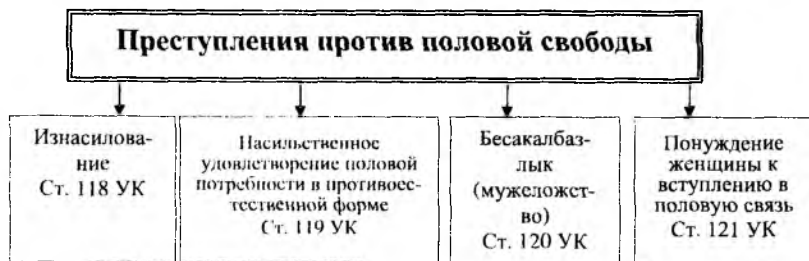 Преступления против половой свободы
Изнасилова-
ние
Ст. 118 УК
Насильственное
удовлетворение половой
потребности в противоес-
тественной форме
Ст. 119 УК
Бесакалбаз-
лык
(мужеложст-
во)
Ст. 120 УК
Понуждение
женщины к
вступлению в
половую связь
Ст. 121 УК